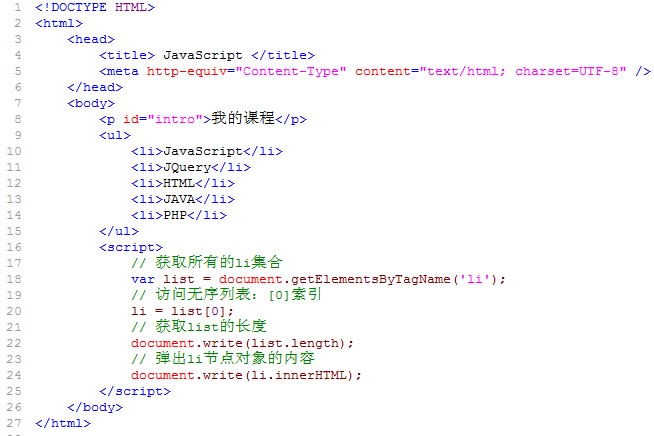 1 <!DOCTYPE HTML>
2 <html>
3     <head>
4         <title> JavaScript </title>
5         <meta http-equiv="Content-Type" content="text/html; charset=UTF-8" />
6     </head>
7     <body>
8         <p id="intro">我的课程</p>
9         <ul>
10             <li>JavaScript</li>
11             <li>JQuery</li>
12             <li>HTML</li>
13             <li>JAVA</li>
14             <li>PHP</li>
15         </ul>
16         <script>
17             // 获取所有的li集合
18             var list = document.getElementsByTagName('li');
19             // 访问无序列表：[0]索引
20             li = list[0];
21             // 获取list的长度
22             document.write(list.length);
23             // 弹出li节点对象的内容
24             document.write(li.innerHTML);
25         </script>
26     </body>
27 </html>